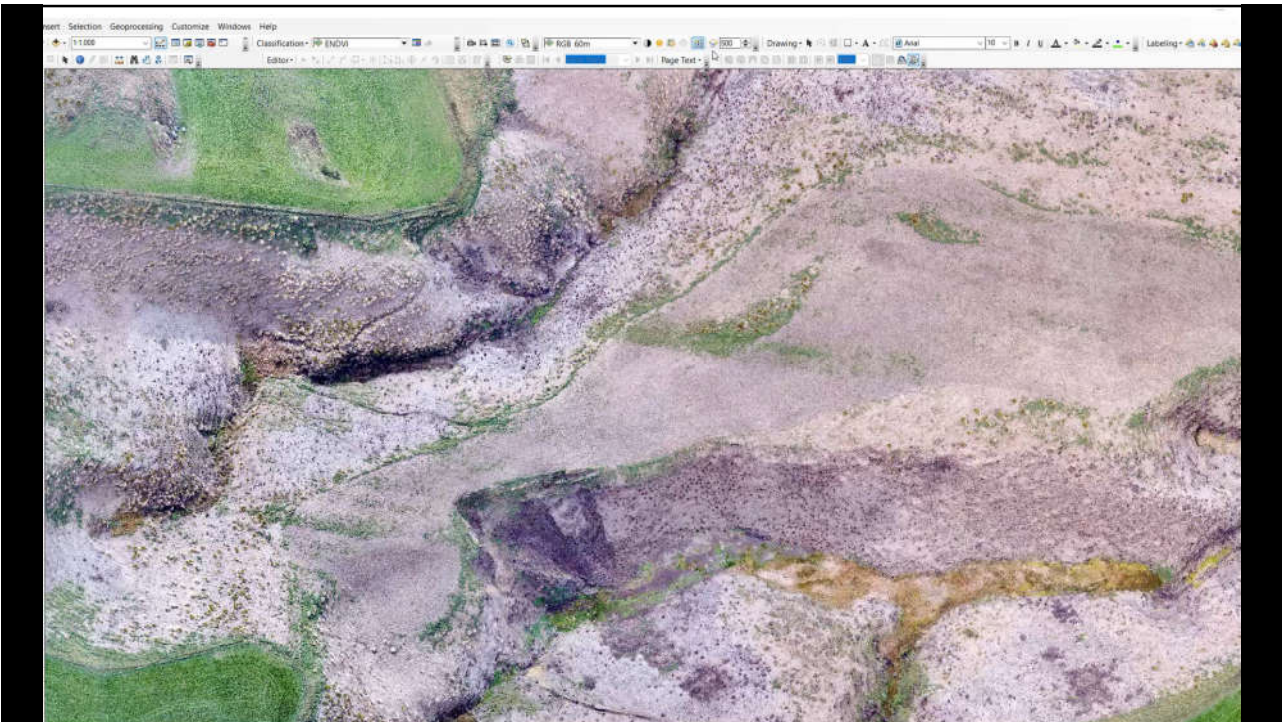 nsert Selection Geoprocessing Customize Windows Help
1:1.000 Classification ENDVI RGB 60m 500 Drawing A Arial 10 B I U A Labeling
Editor Page Text